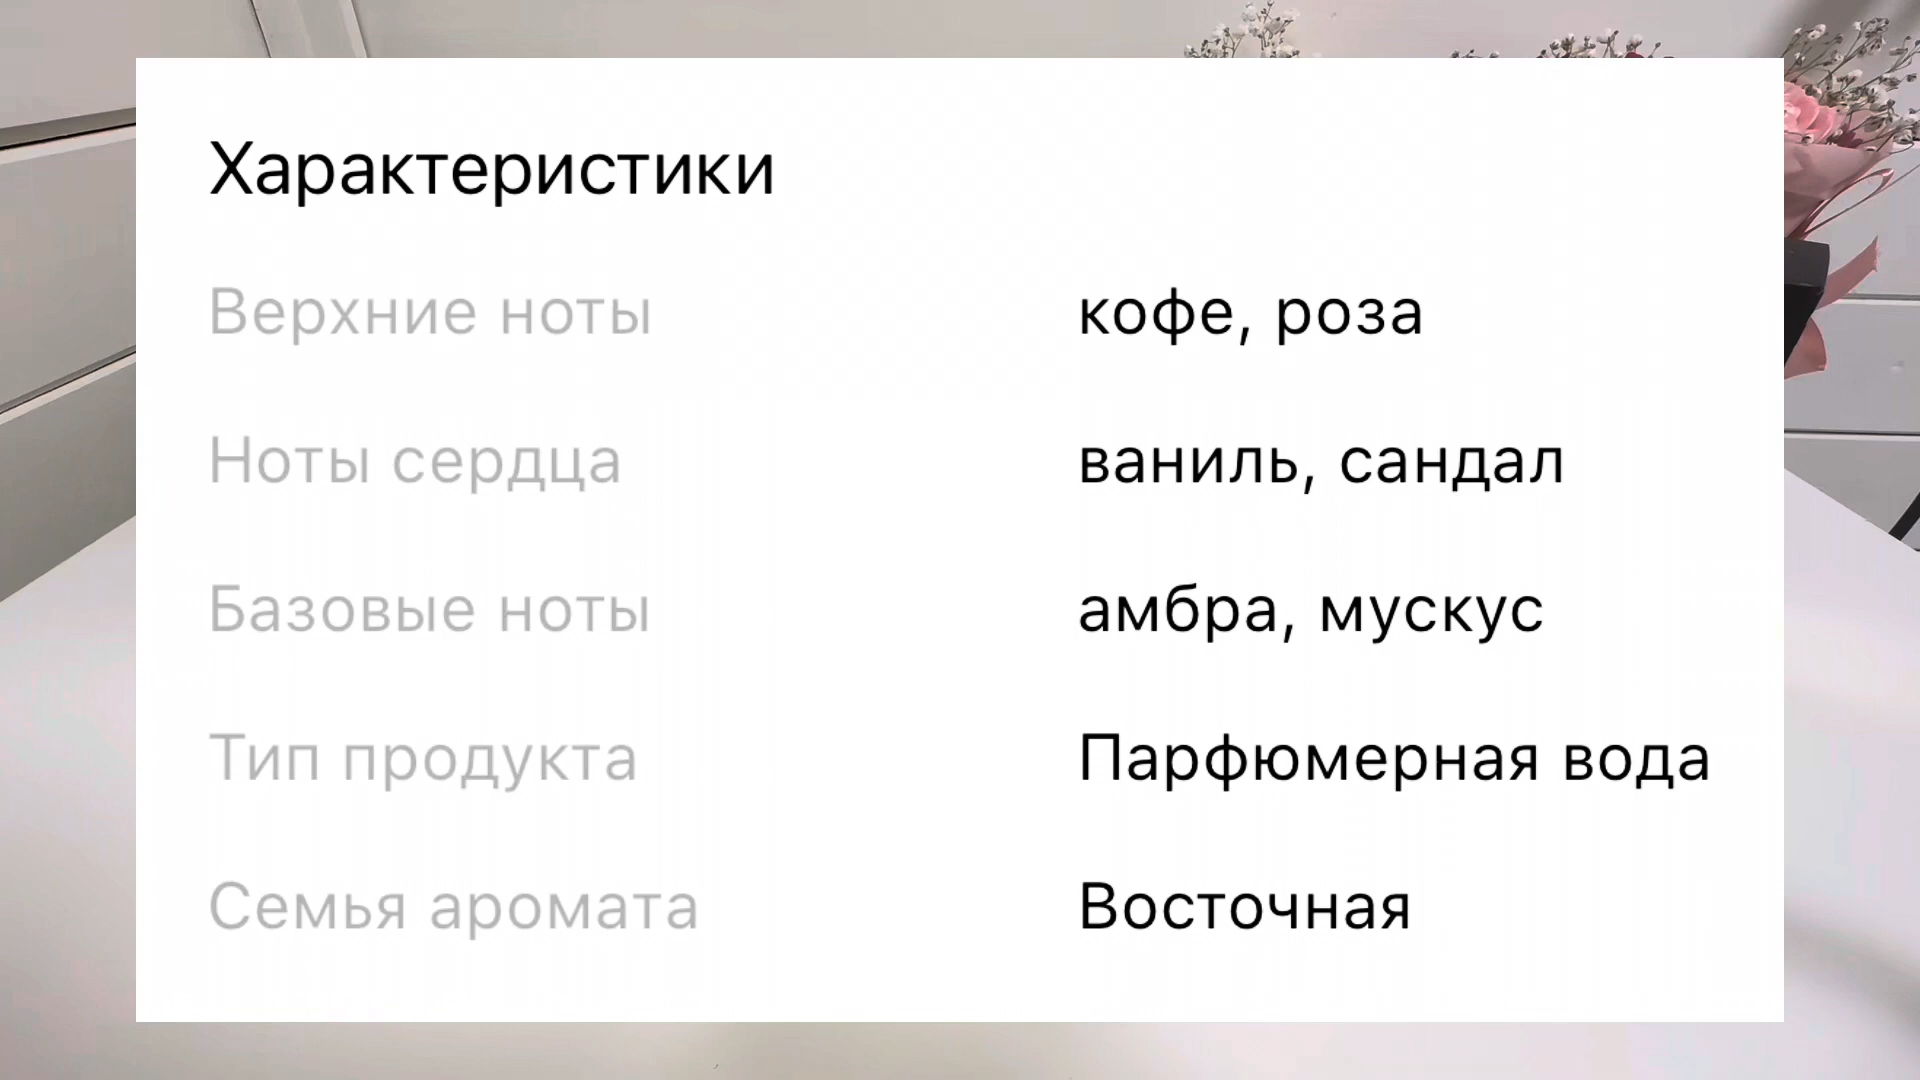 Характеристики
Верхние ноты кофе, роза
Ноты сердца ваниль, сандал
Базовые ноты амбра, мускус
Тип продукта Парфюмерная вода
Семья аромата Восточная